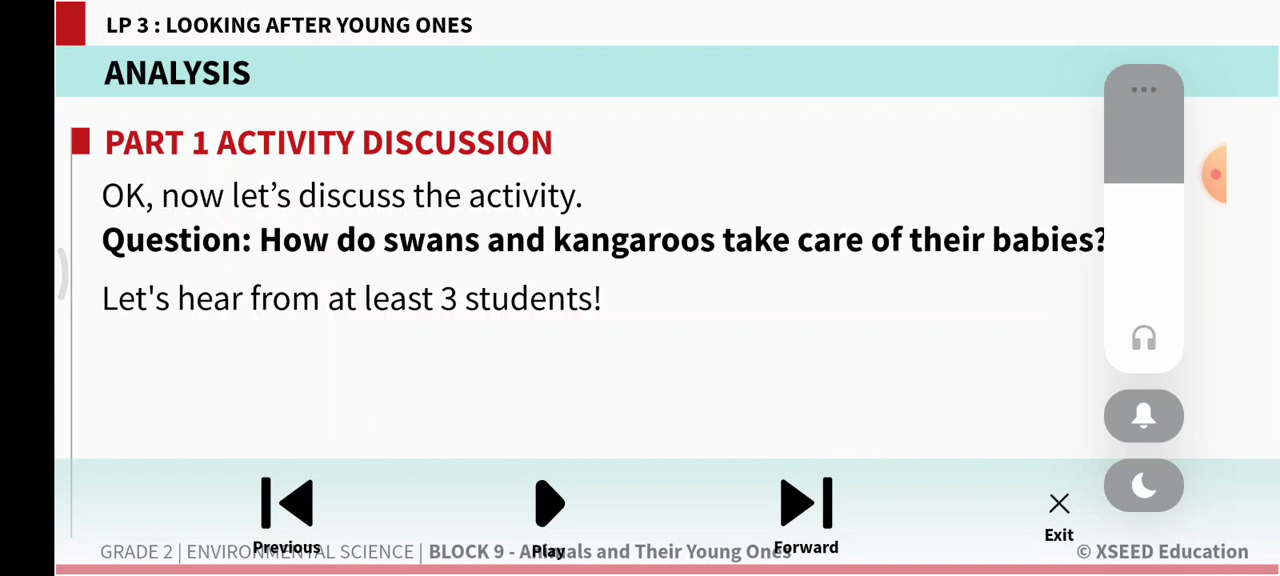 LP 3 : LOOKING AFTER YOUNG ONES
ANALYSIS
PART 1 ACTIVITY DISCUSSION
OK, now let’s discuss the activity.
Question: How do swans and kangaroos take care of their babies?
Let's hear from at least 3 students!
Previous
Play
Forward
Exit
GRADE 2 | ENVIRONMENTAL SCIENCE | BLOCK 9 - Animals and Their Young Ones
© XSEED Education